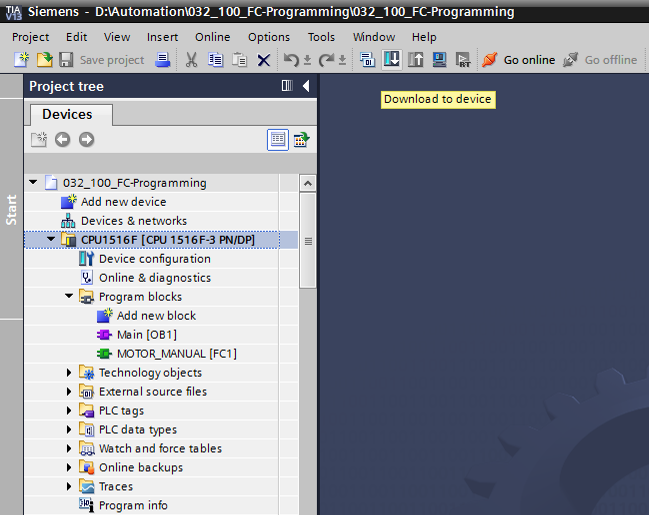 TIA V13 Siemens - D:\Automation\032_100_FC-Programming\032_100_FC-Programming
Project Edit View Insert Online Options Tools Window Help
Save project Go online Go offline
Project tree
Download to device
Devices
Start
032_100_FC-Programming
Add new device
Devices & networks
CPU1516F [CPU 1516F-3 PN/DP]
Device configuration
Online & diagnostics
Program blocks
Add new block
Main [OB1]
MOTOR_MANUAL [FC1]
Technology objects
External source files
PLC tags
PLC data types
Watch and force tables
Online backups
Traces
Program info